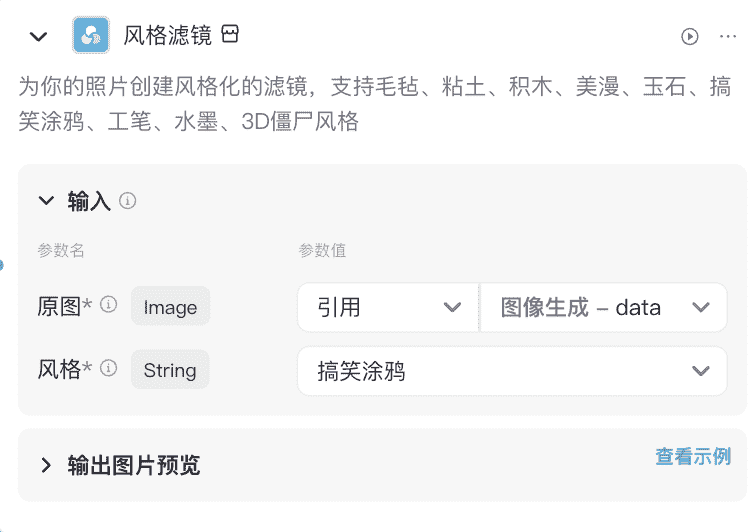 风格滤镜
为你的照片创建风格化的滤镜，支持毛毡、粘土、积木、美漫、玉石、搞
笑涂鸦、工笔、水墨、3D僵尸风格
输入
参数名 参数值
原图* Image 引用 图像生成 – data
风格* String 搞笑涂鸦
输出图片预览 查看示例